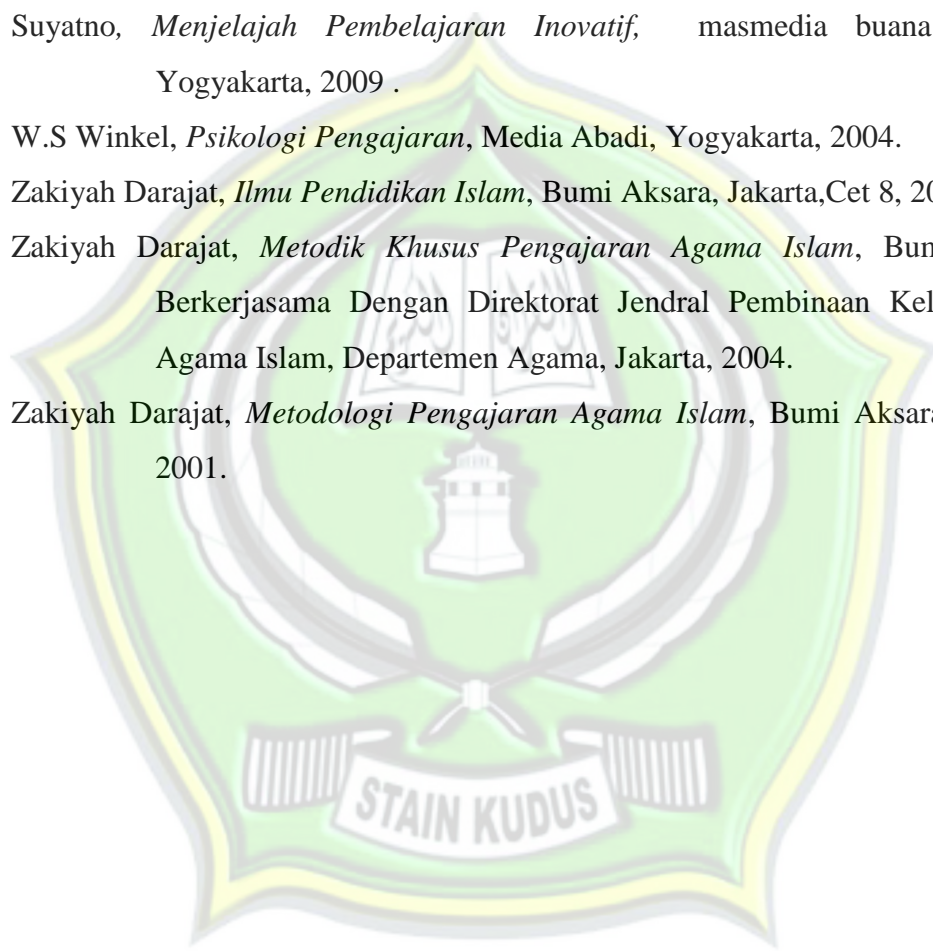 Suyatno, Menjelajah Pembelajaran Inovatif, masmedia buana
Yogyakarta, 2009 .
W.S Winkel, Psikologi Pengajaran, Media Abadi, Yogyakarta, 2004.
Zakiyah Darajat, Ilmu Pendidikan Islam, Bumi Aksara, Jakarta,Cet 8, 20
Zakiyah Darajat, Metodik Khusus Pengajaran Agama Islam,
Berkerjasama Dengan Direktorat Jendral Pembinaan
Agama Islam, Departemen Agama, Jakarta, 2004.
Zakiyah Darajat, Metodologi Pengajaran Agama Islam, Bumi Aksara
2001.
STAIN KUDUS